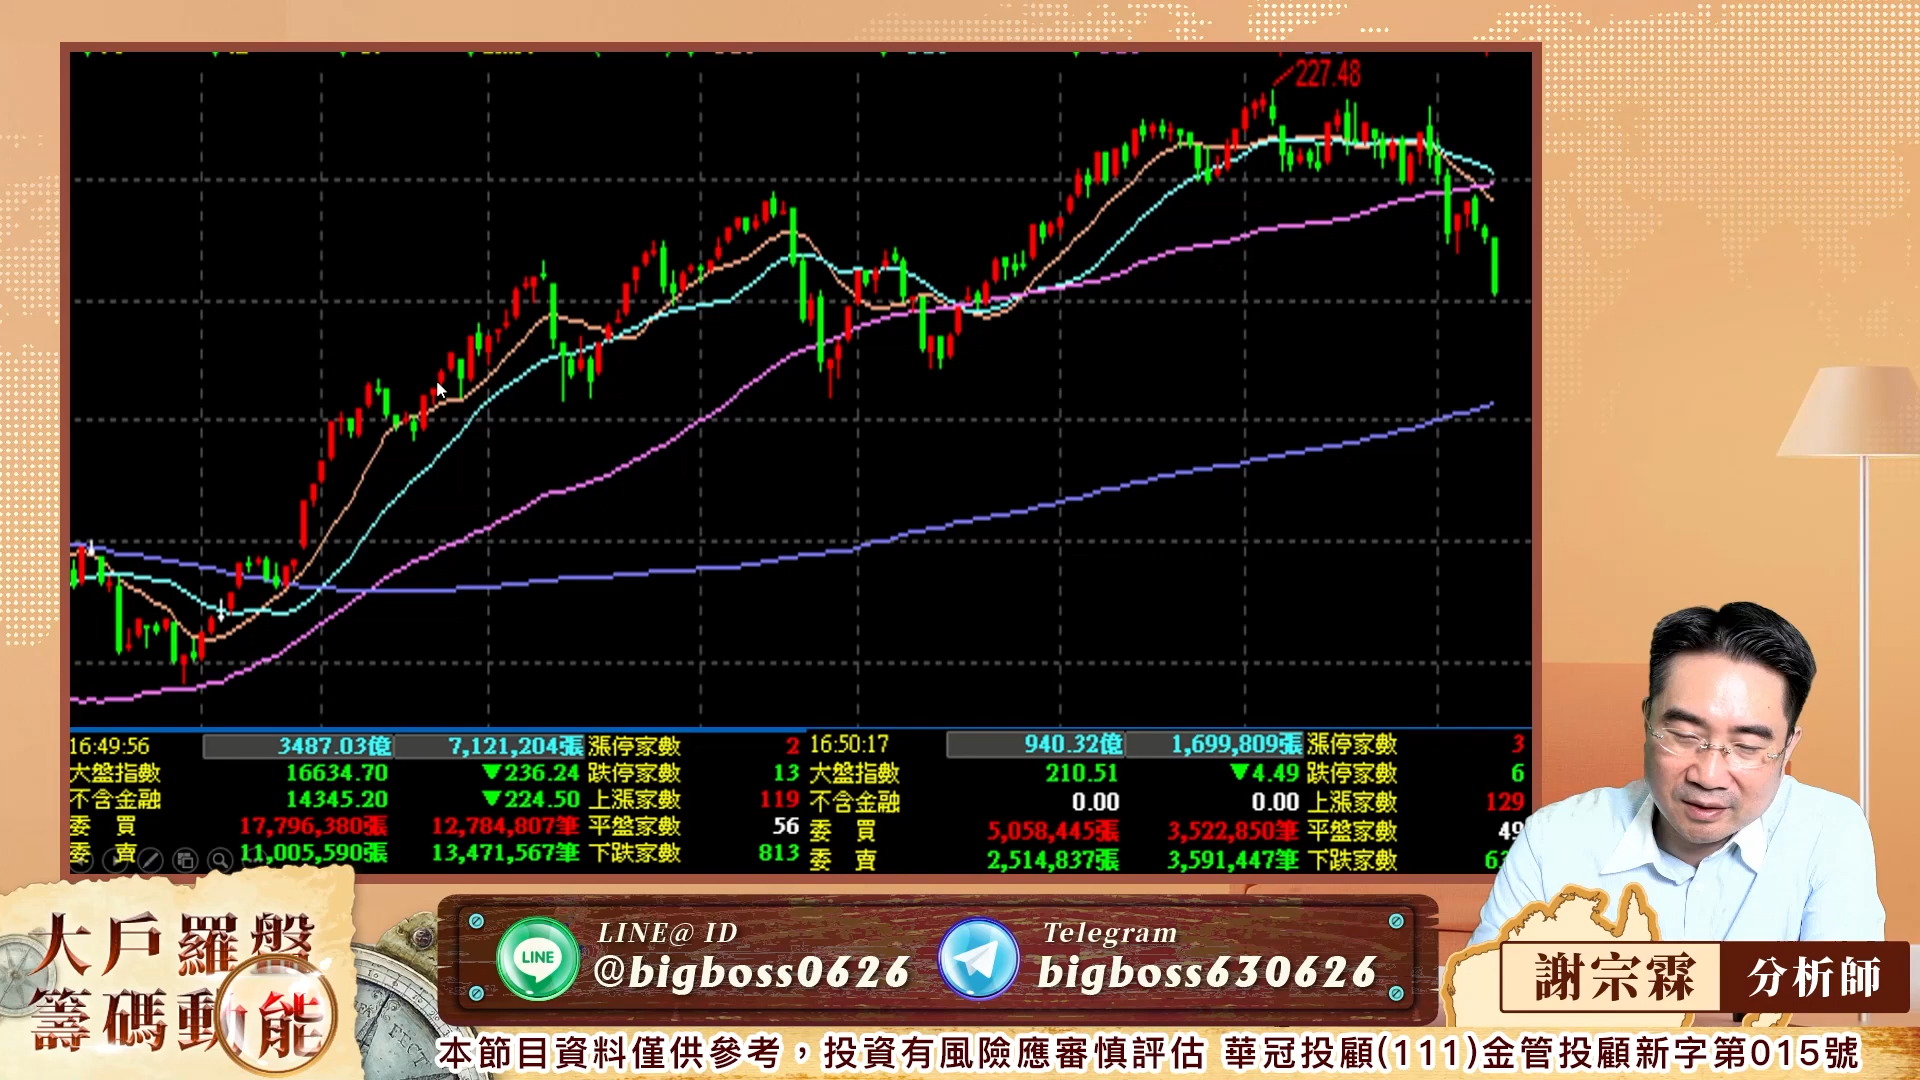 227.48
16:49:56 3487.03億 7,121,204張 漲停家數 2
大盤指數 16634.70 ▼236.24 跌停家數 13
不含金融 14345.20 ▼224.50 上漲家數 119
委 買 17,796,380張 12,784,807筆 平盤家數 56
委 賣 11,005,590張 13,471,567筆 下跌家數 813
16:50:17 940.32億 1,699,809張 漲停家數 3
大盤指數 210.51 ▼4.49 跌停家數 6
不含金融 0.00 0.00 上漲家數 129
委 買 5,058,445張 3,522,850筆 平盤家數
委 賣 2,514,837張 3,591,447筆 下跌家數
大戶羅盤
籌碼動能
LINE
LINE@ ID
@bigboss0626
Telegram
bigboss630626
謝宗霖 分析師
本節目資料僅供參考，投資有風險應審慎評估 華冠投顧(111)金管投顧新字第015號